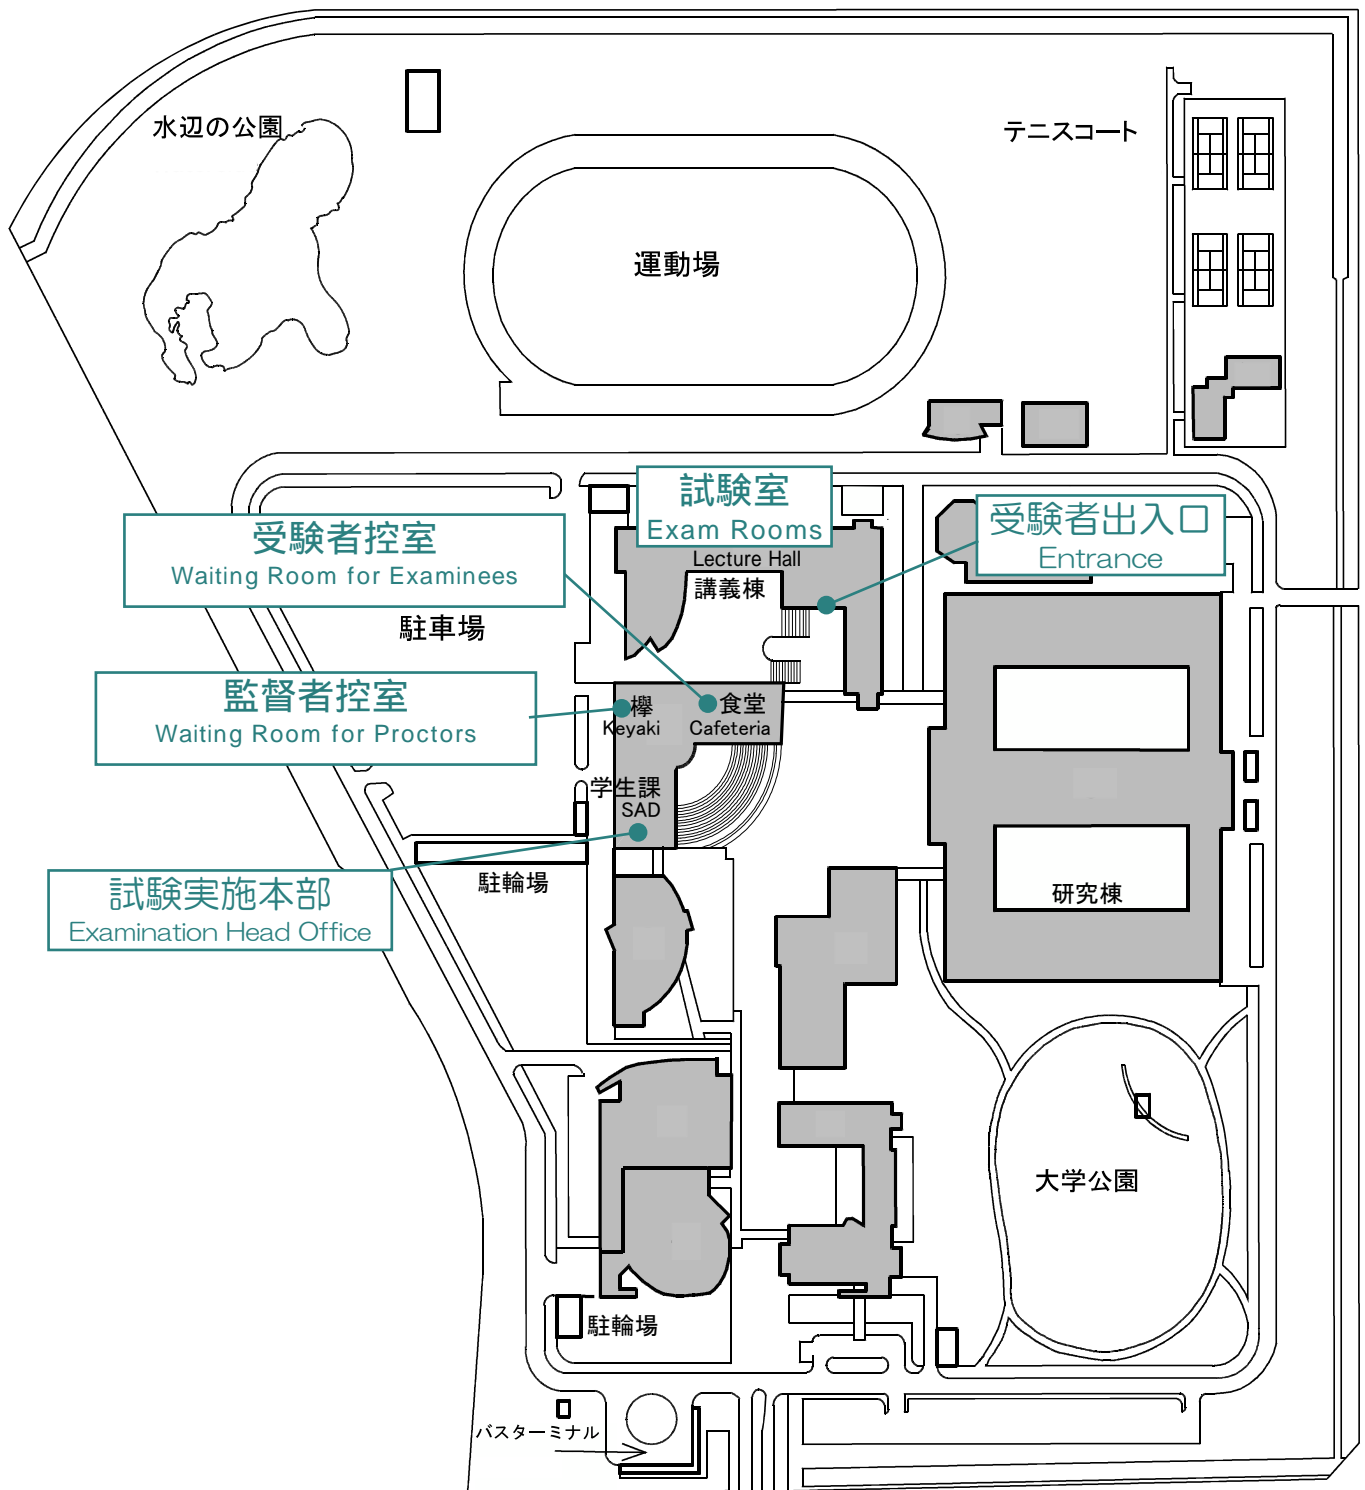 水辺の公園
テニスコート
運動場
試験室
Exam Rooms
Lecture Hall
講義棟
受験者出入口
Entrance
受験者控室
Waiting Room for Examinees
駐車場
監督者控室
Waiting Room for Proctors
欅
Keyaki
食堂
Cafeteria
学生課
SAD
試験実施本部
Examination Head Office
駐輪場
研究棟
大学公園
駐輪場
バスターミナル